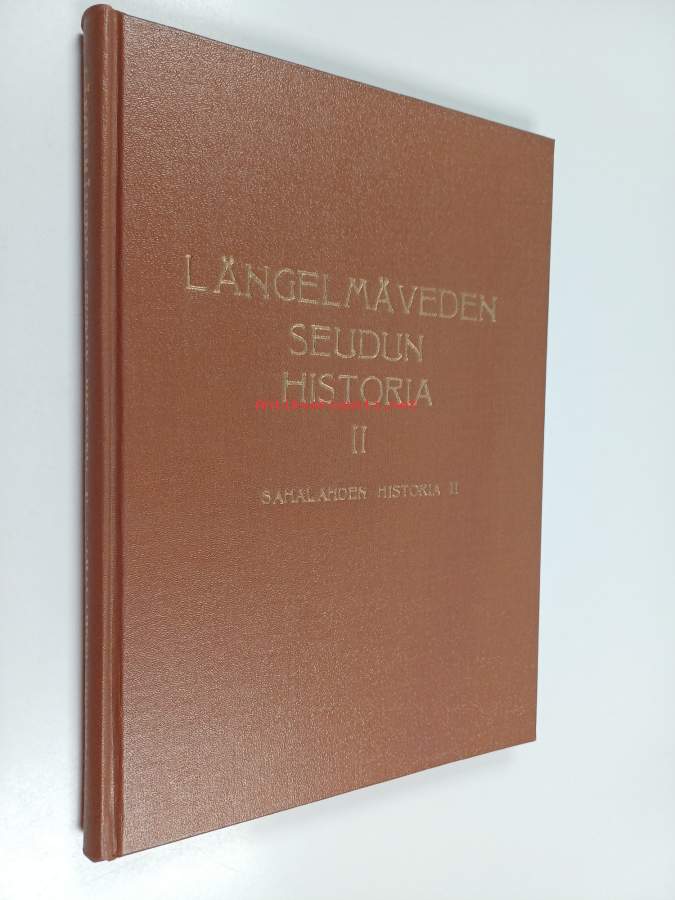 LÄNGELMÄVEDEN
SEUDUN
HISTORIA
II
SAHALAHDEN HISTORIA II